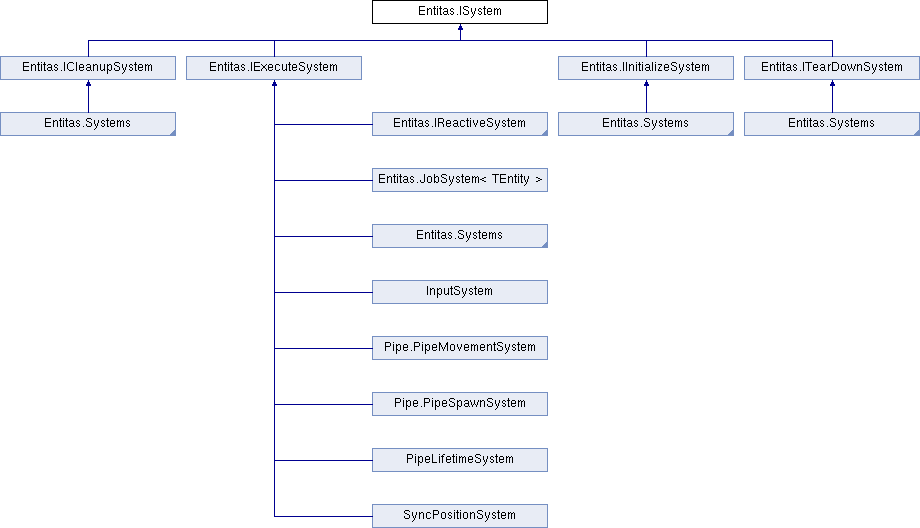 Entitas.ISystem
Entitas.ICleanupSystem
Entitas.IExecuteSystem
Entitas.IInitializeSystem
Entitas.ITearDownSystem
Entitas.Systems
Entitas.IReactiveSystem
Entitas.Systems
Entitas.Systems
Entitas.JobSystem< TEntity >
Entitas.Systems
InputSystem
Pipe.PipeMovementSystem
Pipe.PipeSpawnSystem
PipeLifetimeSystem
SyncPositionSystem